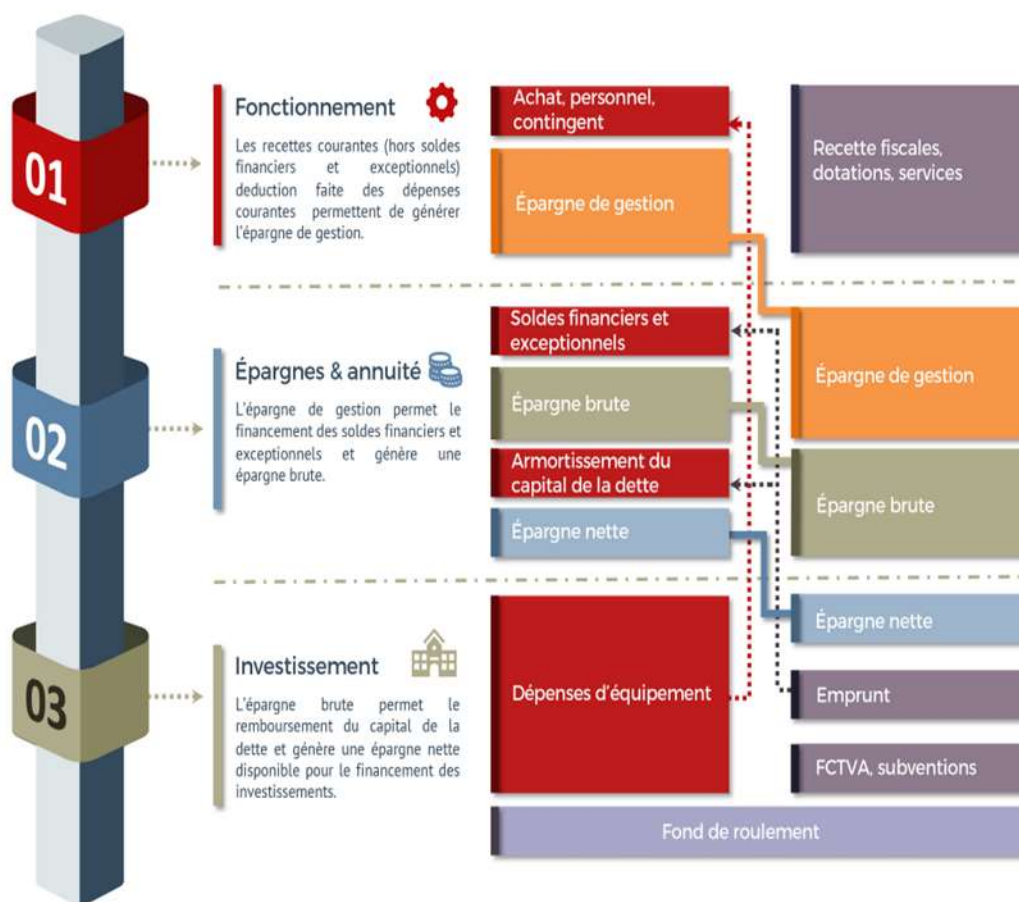 01
Fonctionnement
Les recettes courantes (hors soldes
financiers et exceptionnels)
deduction faite des dépenses
courantes permettent de générer
l'épargne de gestion.
Achat, personnel,
contingent
Épargne de gestion
Recette fiscales,
dotations, services
02
Épargnes & annuité
L'épargne de gestion permet le
financement des soldes financiers et
exceptionnels et génère une
épargne brute.
Soldes financiers et
exceptionnels
Épargne brute
Armortissement du
capital de la dette
Épargne nette
Épargne de gestion
Épargne brute
03
Investissement
L'épargne brute permet le
remboursement du capital de la
dette et génère une épargne nette
disponible pour le financement des
investissements.
Dépenses d'équipement
Épargne nette
Emprunt
FCTVA, subventions
Fond de roulement